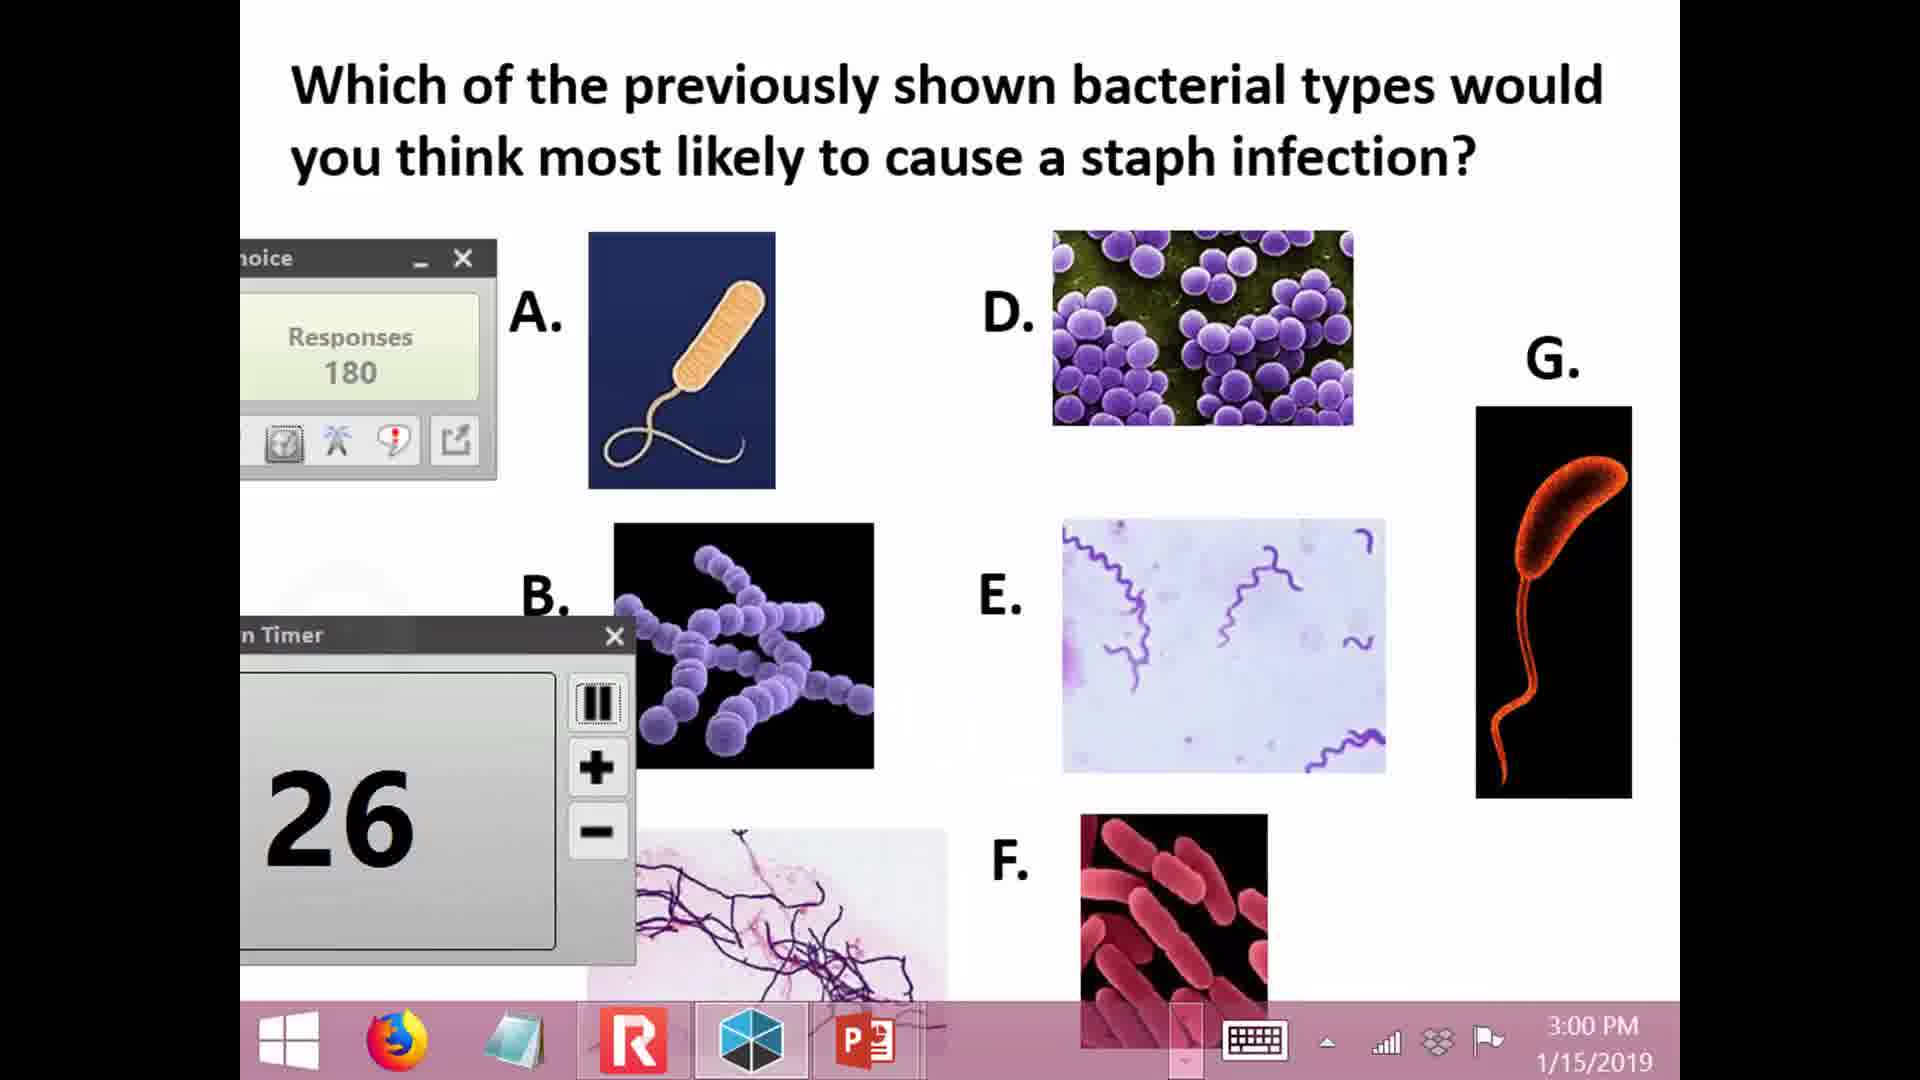 Which of the previously shown bacterial types would
you think most likely to cause a staph infection?
hoice
Responses
180
A.
D.
G.
B.
E.
n Timer
26
F.
3:00 PM
1/15/2019